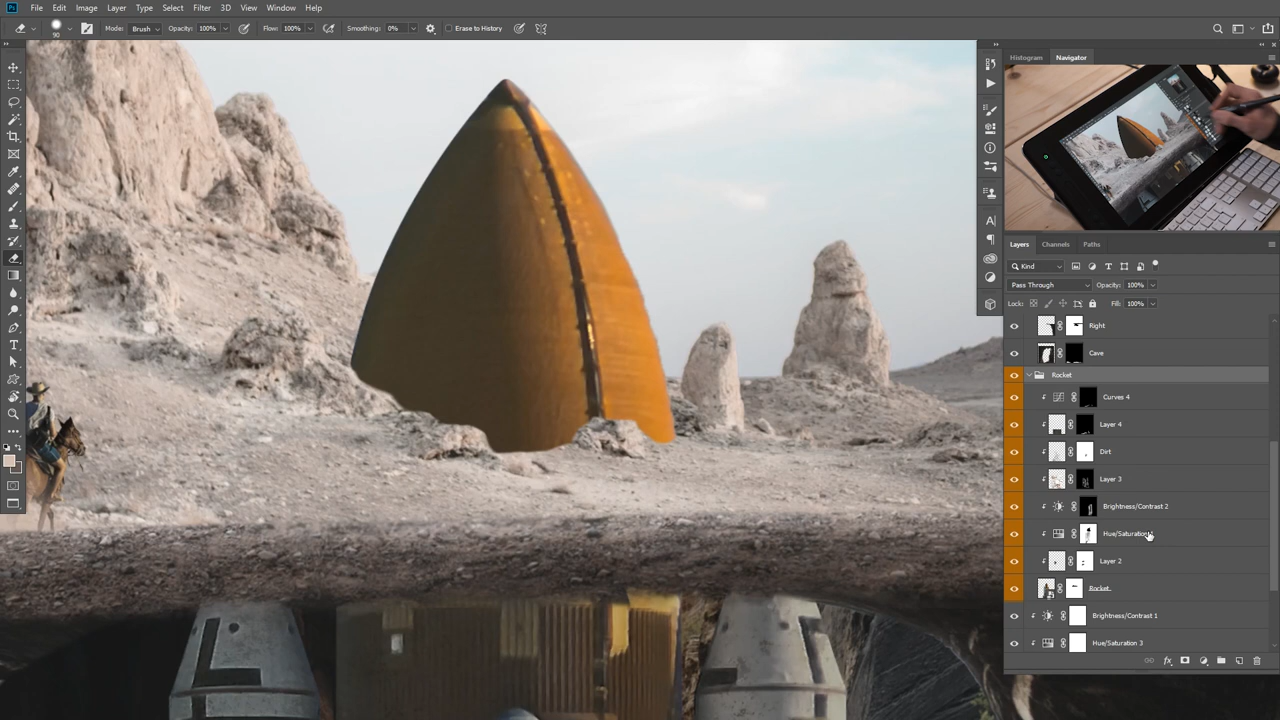 Ps File Edit Image Layer Type Select Filter 3D View Window Help
90 Mode: Brush Opacity: 100% Flow: 100% Smoothing: 0% Erase to History
Histogram Navigator
Layers Channels Paths
Kind
Pass Through Opacity: 100%
Lock: Fill: 100%
Right
Cave
Rocket
Curves 4
Layer 4
Dirt
Layer 3
Brightness/Contrast 2
Hue/Saturation
Layer 2
Rocket
Brightness/Contrast 1
Hue/Saturation 3